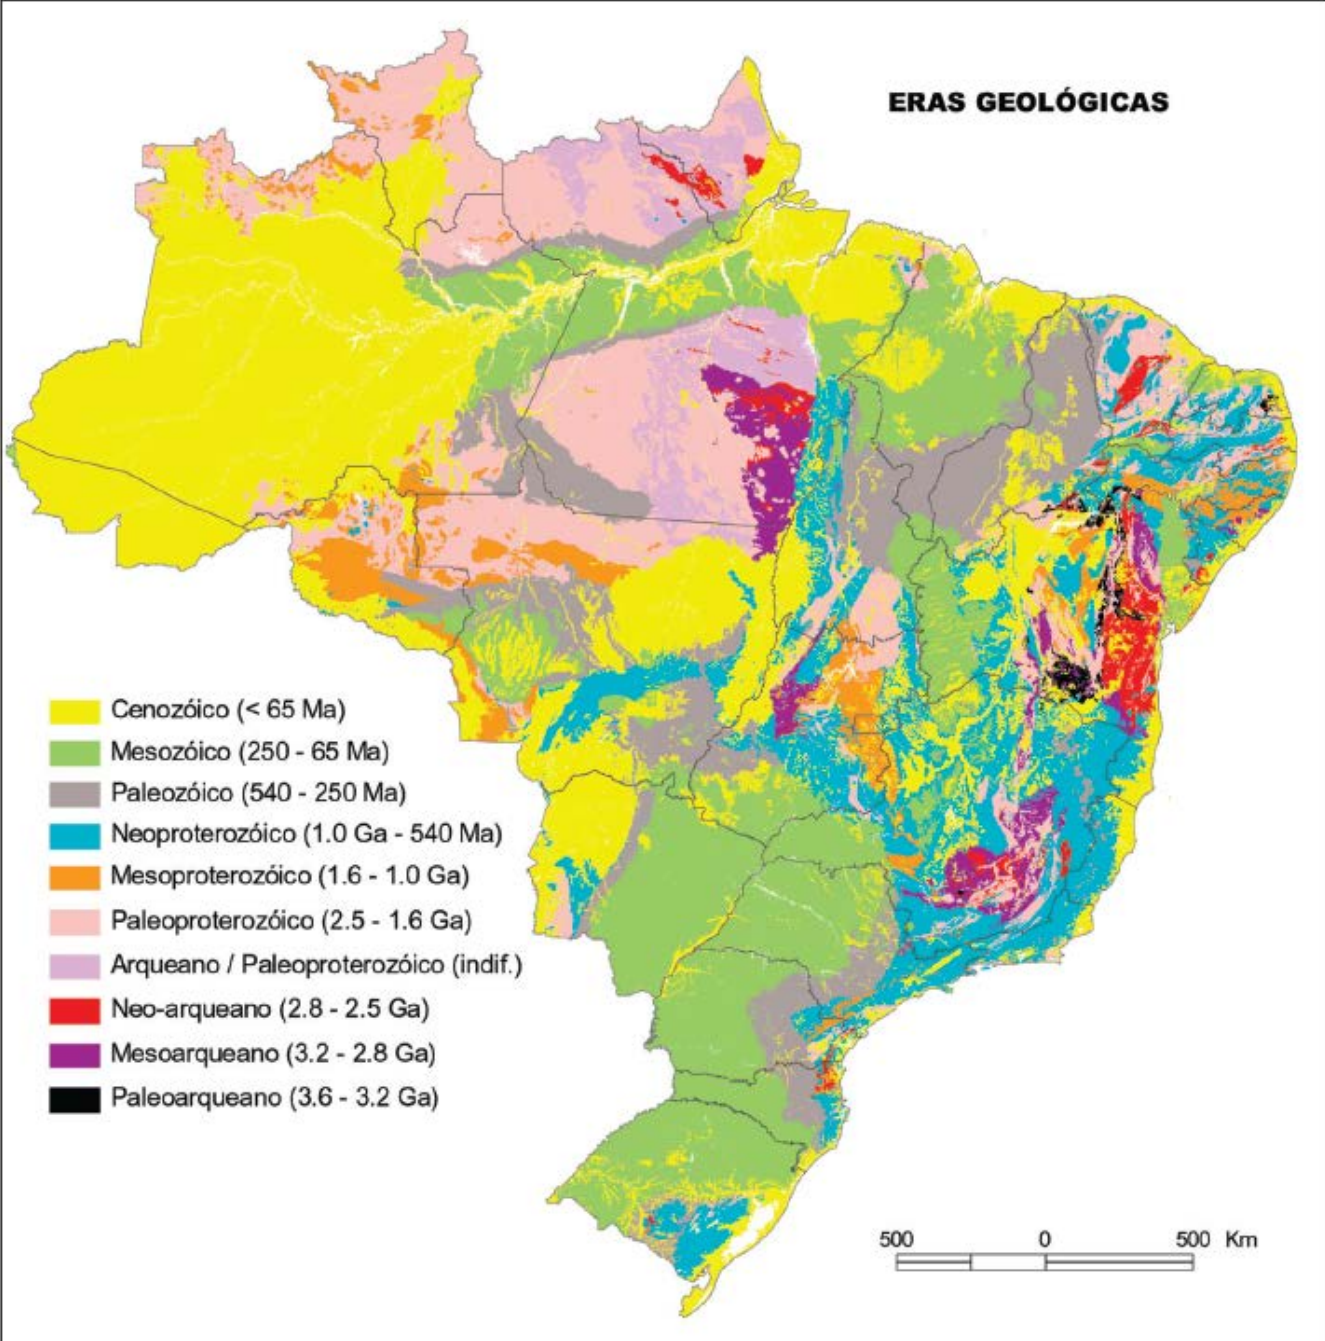 ERAS GEOLÓGICAS
Cenozóico (< 65 Ma)
Mesozóico (250 - 65 Ma)
Paleozóico (540 - 250 Ma)
Neoproterozóico (1.0 Ga - 540 Ma)
Mesoproterozóico (1.6 - 1.0 Ga)
Paleoproterozóico (2.5 - 1.6 Ga)
Arqueano / Paleoproterozóico (indif.)
Neo-arqueano (2.8 - 2.5 Ga)
Mesoarqueano (3.2 - 2.8 Ga)
Paleoarqueano (3.6 - 3.2 Ga)
500 0 500 Km